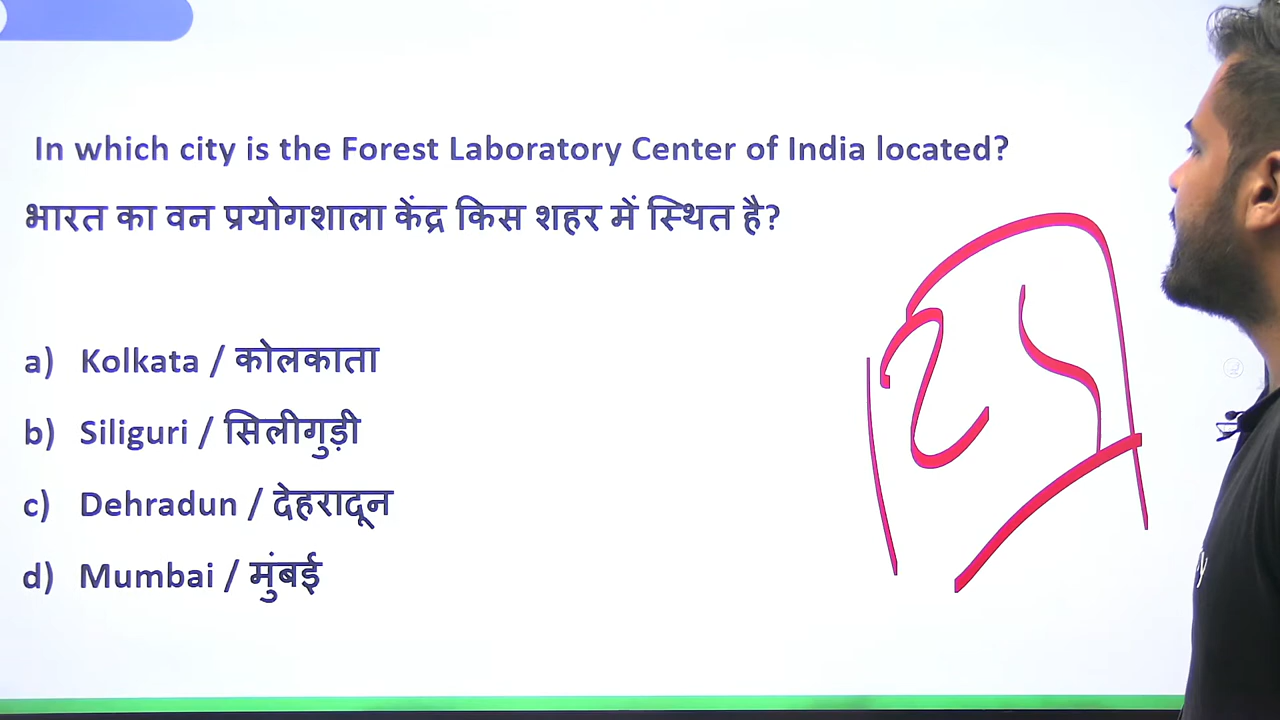 In which city is the Forest Laboratory Center of India located?
भारत का वन प्रयोगशाला केंद्र किस शहर में स्थित है?
a) Kolkata / कोलकाता
b) Siliguri / सिलीगुड़ी
c) Dehradun / देहरादून
d) Mumbai / मुंबई